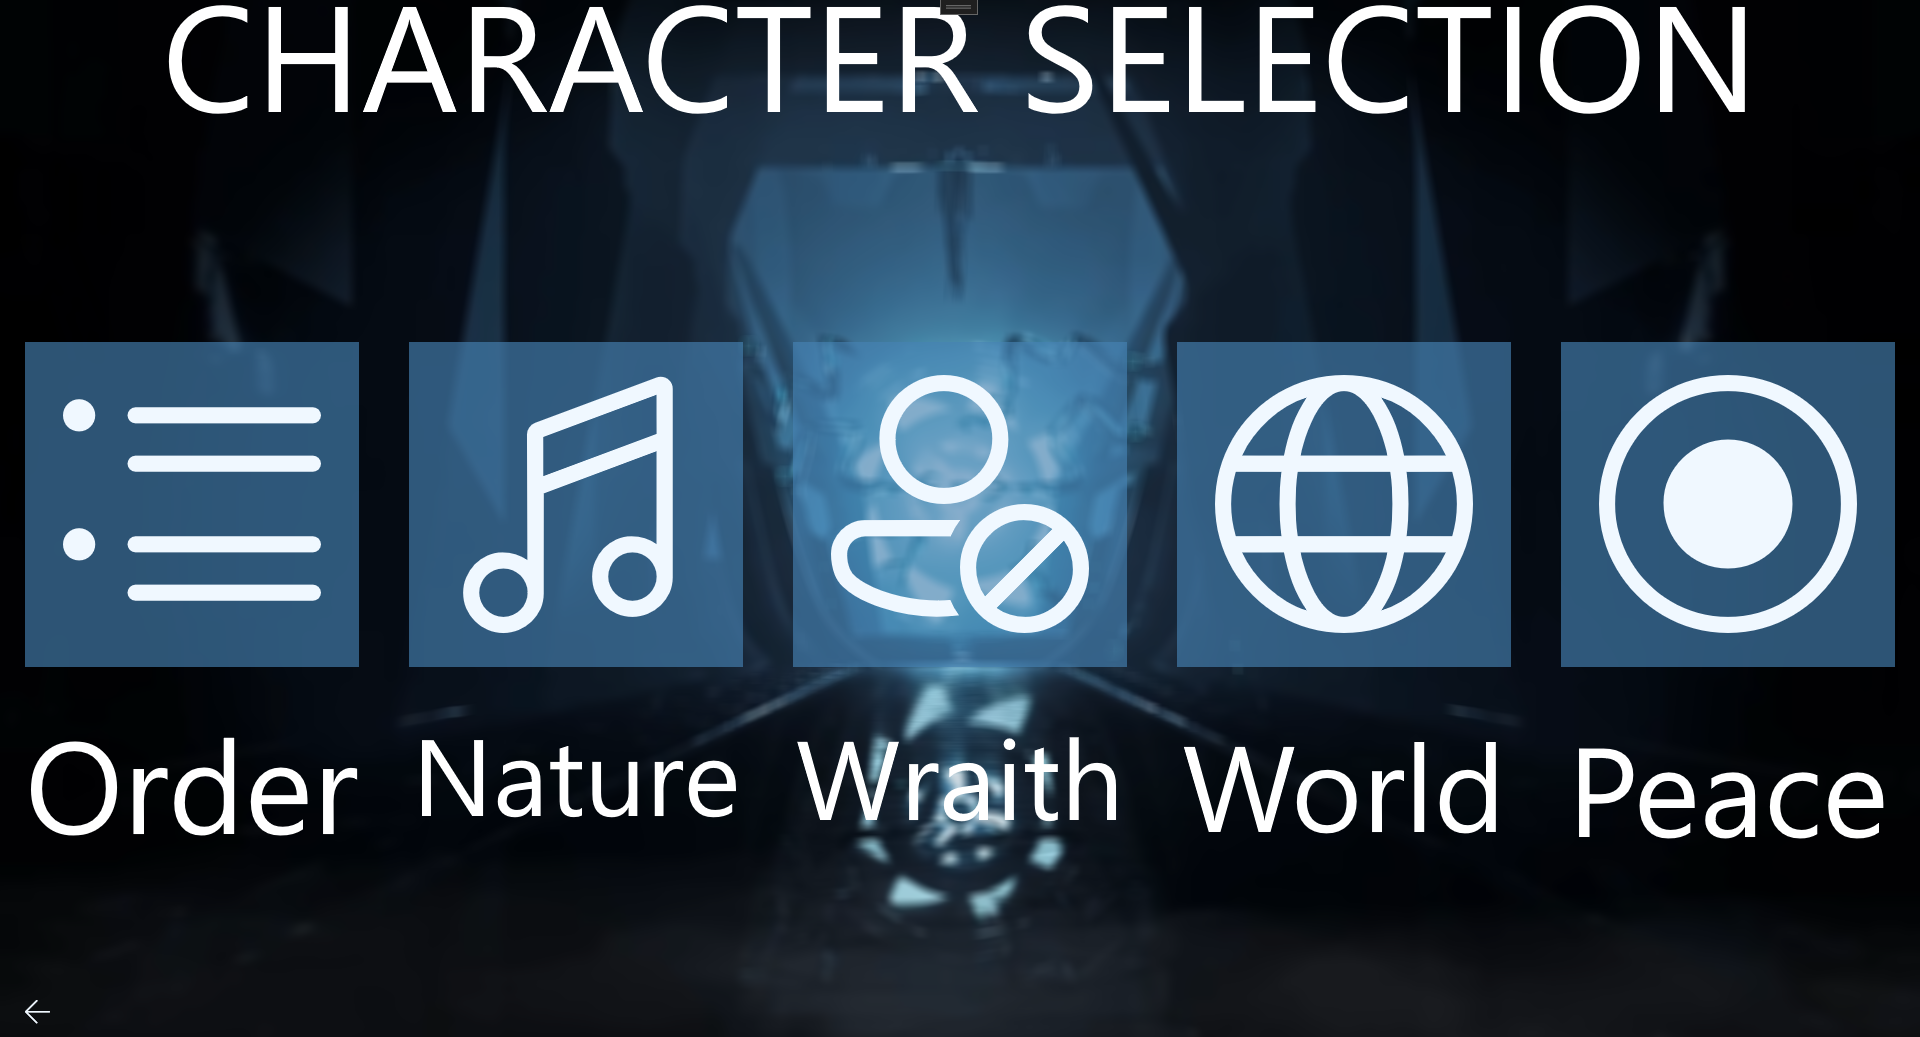 CHARACTER SELECTION
Order Nature Wraith World Peace